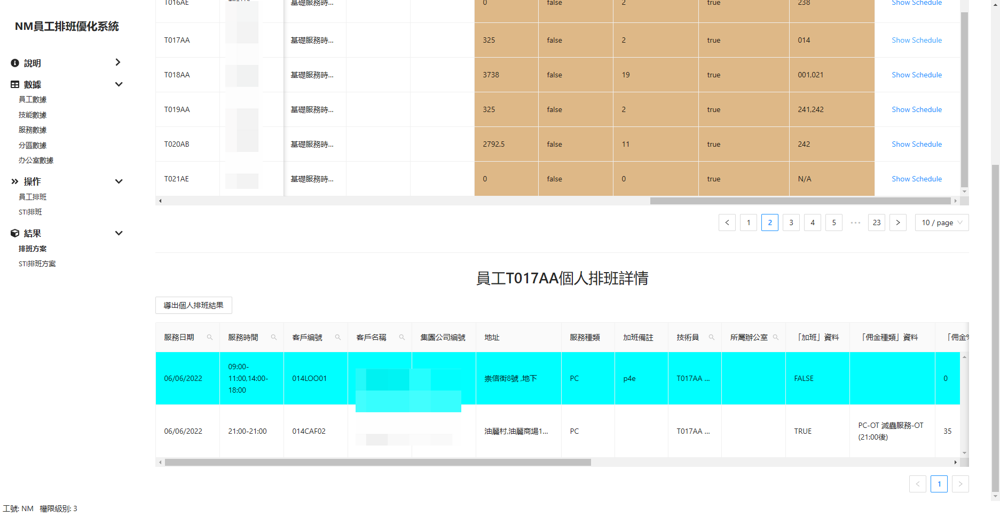 NM員工排班優化系統
說明
數據
員工數據
技能數據
服務數據
分區數據
办公室數據
操作
員工排班
STI排班
結果
排班方案
STI排班方案
T016AE 基礎服務時... 0 false 2 true 238 Show Schedule
T017AA 基礎服務時... 325 false 2 true 014 Show Schedule
T018AA 基礎服務時... 3738 false 19 true 001,021 Show Schedule
T019AA 基礎服務時... 325 false 2 true 241,242 Show Schedule
T020AB 基礎服務時... 2792.5 false 11 true 242 Show Schedule
T021AE 基礎服務時... 0 false 0 true N/A Show Schedule
< 1 2 3 4 5 ••• 23 > 10 / page
員工T017AA個人排班詳情
導出個人排班結果
服務日期 服務時間 客戶編號 客戶名稱 集團公司編號 地址 服務種類 加班備註 技術員 所屬辦公室 「加班」資料 「佣金種類」資料 「佣金%
06/06/2022 09:00-11:00,14:00-18:00 014LOO01 崇信街8號 ,地下 PC p4e T017AA ... FALSE 0
06/06/2022 21:00-21:00 014CAF02 油麗村,油麗商場1... PC T017AA ... TRUE PC-OT 滅蟲服務-OT (21:00後) 35
< 1 >
工號: NM 權限級別: 3